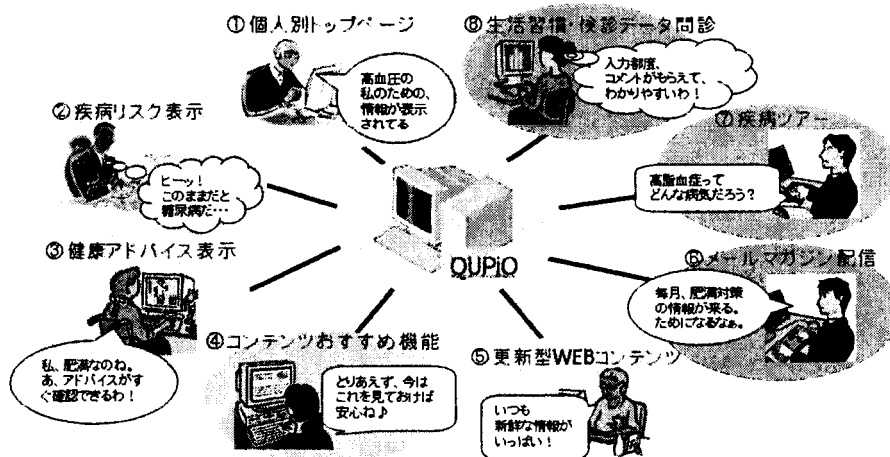 ①個人別トップページ
高血圧の
私のための、
情報が表示
されてる
②疾病リスク表示
ヒーッ!
このままだと
糖尿病だ…
③健康アドバイス表示
私、肥満なのね。
あ、アドバイスがす
ぐ確認できるわ!
④コンテンツおすすめ機能
とりあえず、今は
これを見ておけば
安心ね♪
⑤更新型WEBコンテンツ
いつも
新鮮な情報が
いっぱい!
⑥メールマガジン配信
毎月、肥満対策
の情報が来る。
ためになるなぁ。
⑦疾病ツアー
高脂血症って
どんな病気だろう?
⑧生活習慣・検診データ問診
入力都度、
コメントがもらえて、
わかりやすいわ!
QUPiO